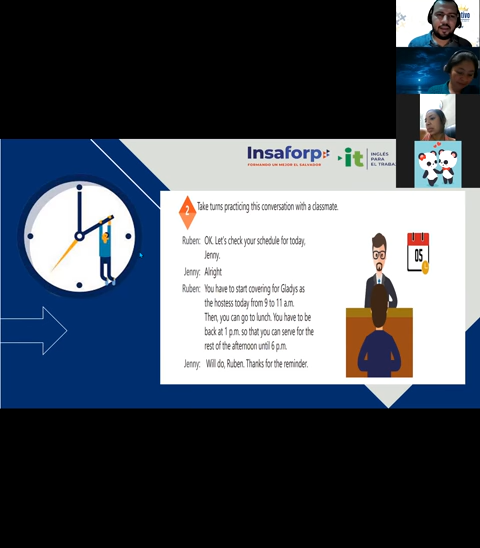 Insaforp
FORMANDO UN MEJOR EL SALVADOR
it
INGLÉS
PARA
EL TRABA
2
Take turns practicing this conversation with a classmate.
Ruben: OK. Let's check your schedule for today,
Jenny.
Jenny: Alright
Ruben: You have to start covering for Gladys as
the hostess today from 9 to 11 a.m.
Then, you can go to lunch. You have to be
back at 1 p.m. so that you can serve for the
rest of the afternoon until 6 p.m.
Jenny: Will do, Ruben. Thanks for the reminder.
05